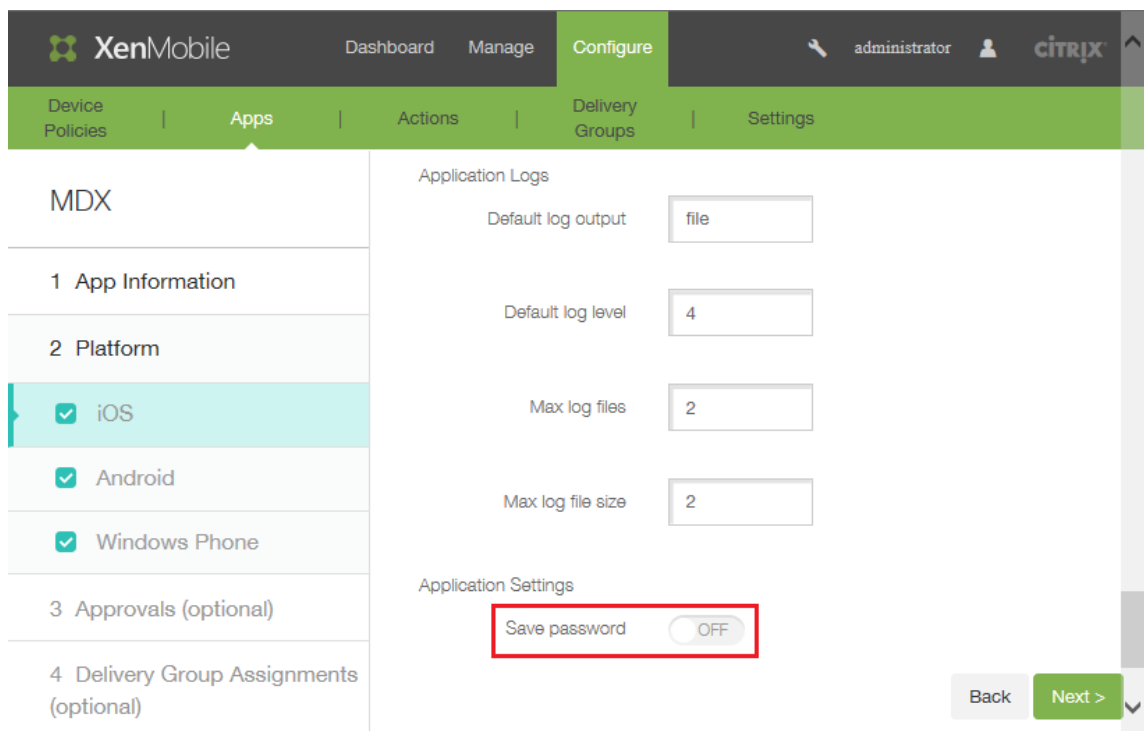 XenMobile Dashboard Manage Configure administrator CİTRIX
Device Policies | Apps | Actions | Delivery Groups | Settings
MDX
1 App Information
2 Platform
iOS
Android
Windows Phone
3 Approvals (optional)
4 Delivery Group Assignments
(optional)
Application Logs
Default log output file
Default log level 4
Max log files 2
Max log file size 2
Application Settings
Save password OFF
Back Next >